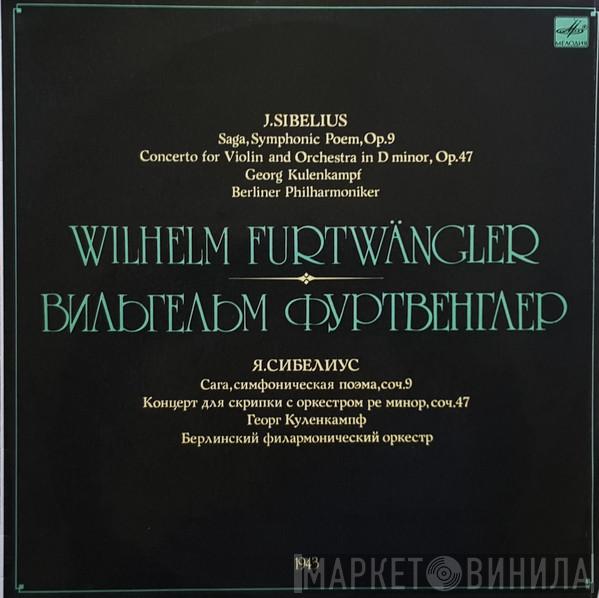 МЕЛОДИЯ
J.SIBELIUS
Saga,Symphonic Poem,Op.9
Concerto for Violin and Orchestra in D minor, Op.47
Georg Kulenkampf
Berliner Philharmoniker
WILHELM FURTWÄNGLER
ВИЛЬГЕЛЬМ ФУРТВЕНГЛЕР
Я.СИБЕЛИУС
Сага,симфоническая поэма,соч.9
Концерт для скрипки с оркестром ре минор,соч.47
Георг Куленкампф
Берлинский филармонический оркестр
1943
МАРКЕТ ВИНИЛА